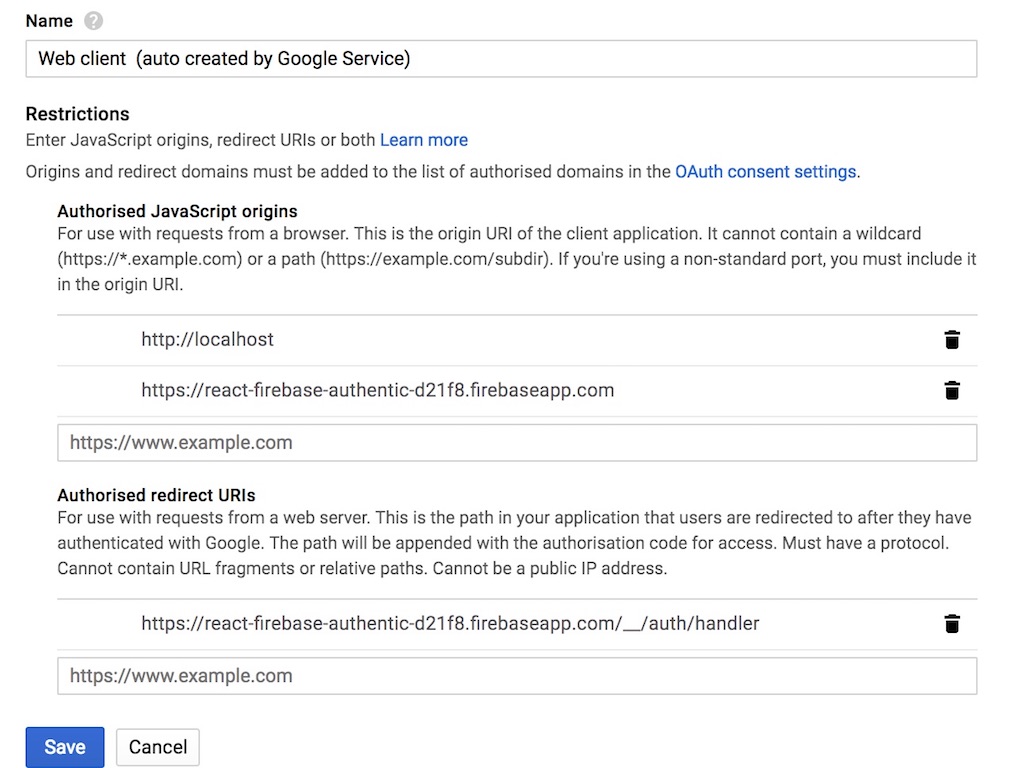 Name ?
Web client  (auto created by Google Service)
Restrictions
Enter JavaScript origins, redirect URIs or both Learn more
Origins and redirect domains must be added to the list of authorised domains in the OAuth consent settings.
Authorised JavaScript origins
For use with requests from a browser. This is the origin URI of the client application. It cannot contain a wildcard
(https://*.example.com) or a path (https://example.com/subdir). If you're using a non-standard port, you must include it
in the origin URI.
http://localhost
https://react-firebase-authentic-d21f8.firebaseapp.com
https://www.example.com
Authorised redirect URIs
For use with requests from a web server. This is the path in your application that users are redirected to after they have
authenticated with Google. The path will be appended with the authorisation code for access. Must have a protocol.
Cannot contain URL fragments or relative paths. Cannot be a public IP address.
https://react-firebase-authentic-d21f8.firebaseapp.com/__/auth/handler
https://www.example.com
Save Cancel